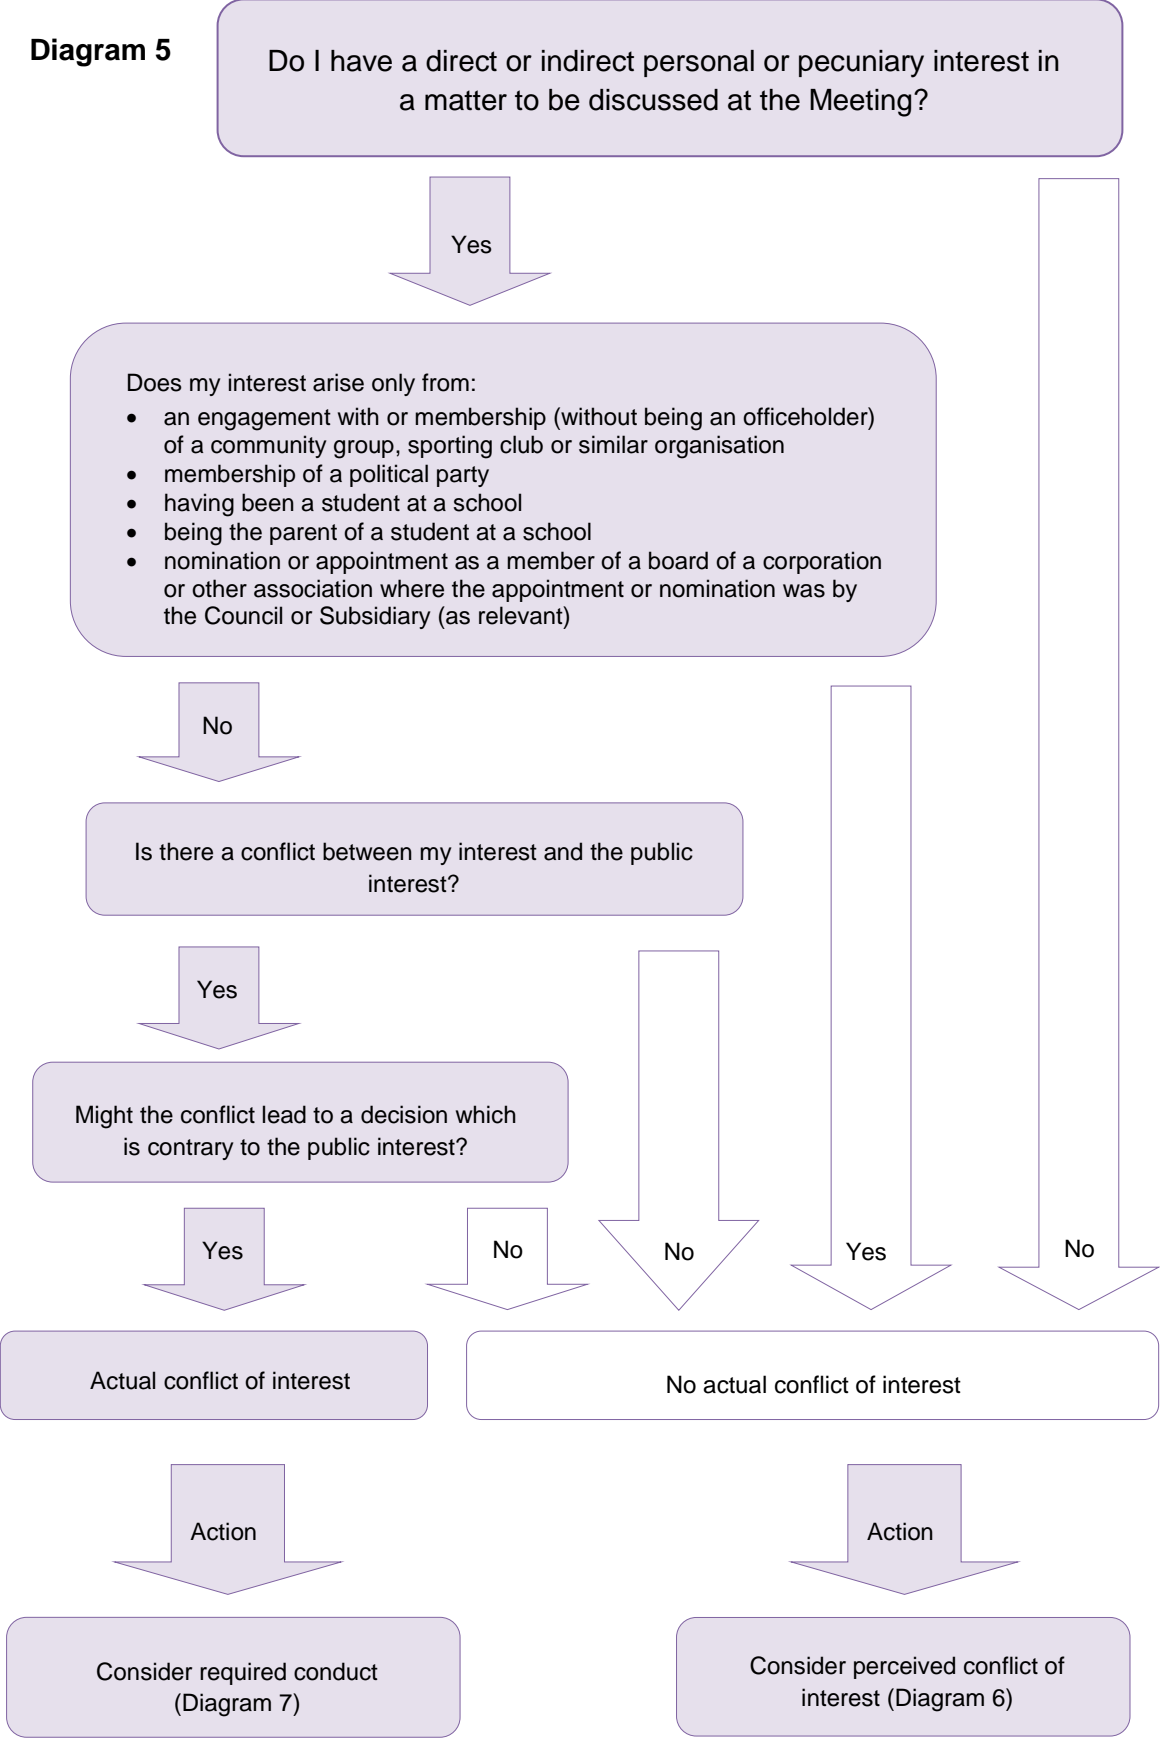 Diagram 5
Do I have a direct or indirect personal or pecuniary interest in
a matter to be discussed at the Meeting?
Yes
Does my interest arise only from:
• an engagement with or membership (without being an officeholder)
of a community group, sporting club or similar organisation
• membership of a political party
• having been a student at a school
• being the parent of a student at a school
• nomination or appointment as a member of a board of a corporation
or other association where the appointment or nomination was by
the Council or Subsidiary (as relevant)
No
Is there a conflict between my interest and the public
interest?
Yes
Might the conflict lead to a decision which
is contrary to the public interest?
Yes
No
No
Yes
No
Actual conflict of interest
No actual conflict of interest
Action
Action
Consider required conduct
(Diagram 7)
Consider perceived conflict of
interest (Diagram 6)